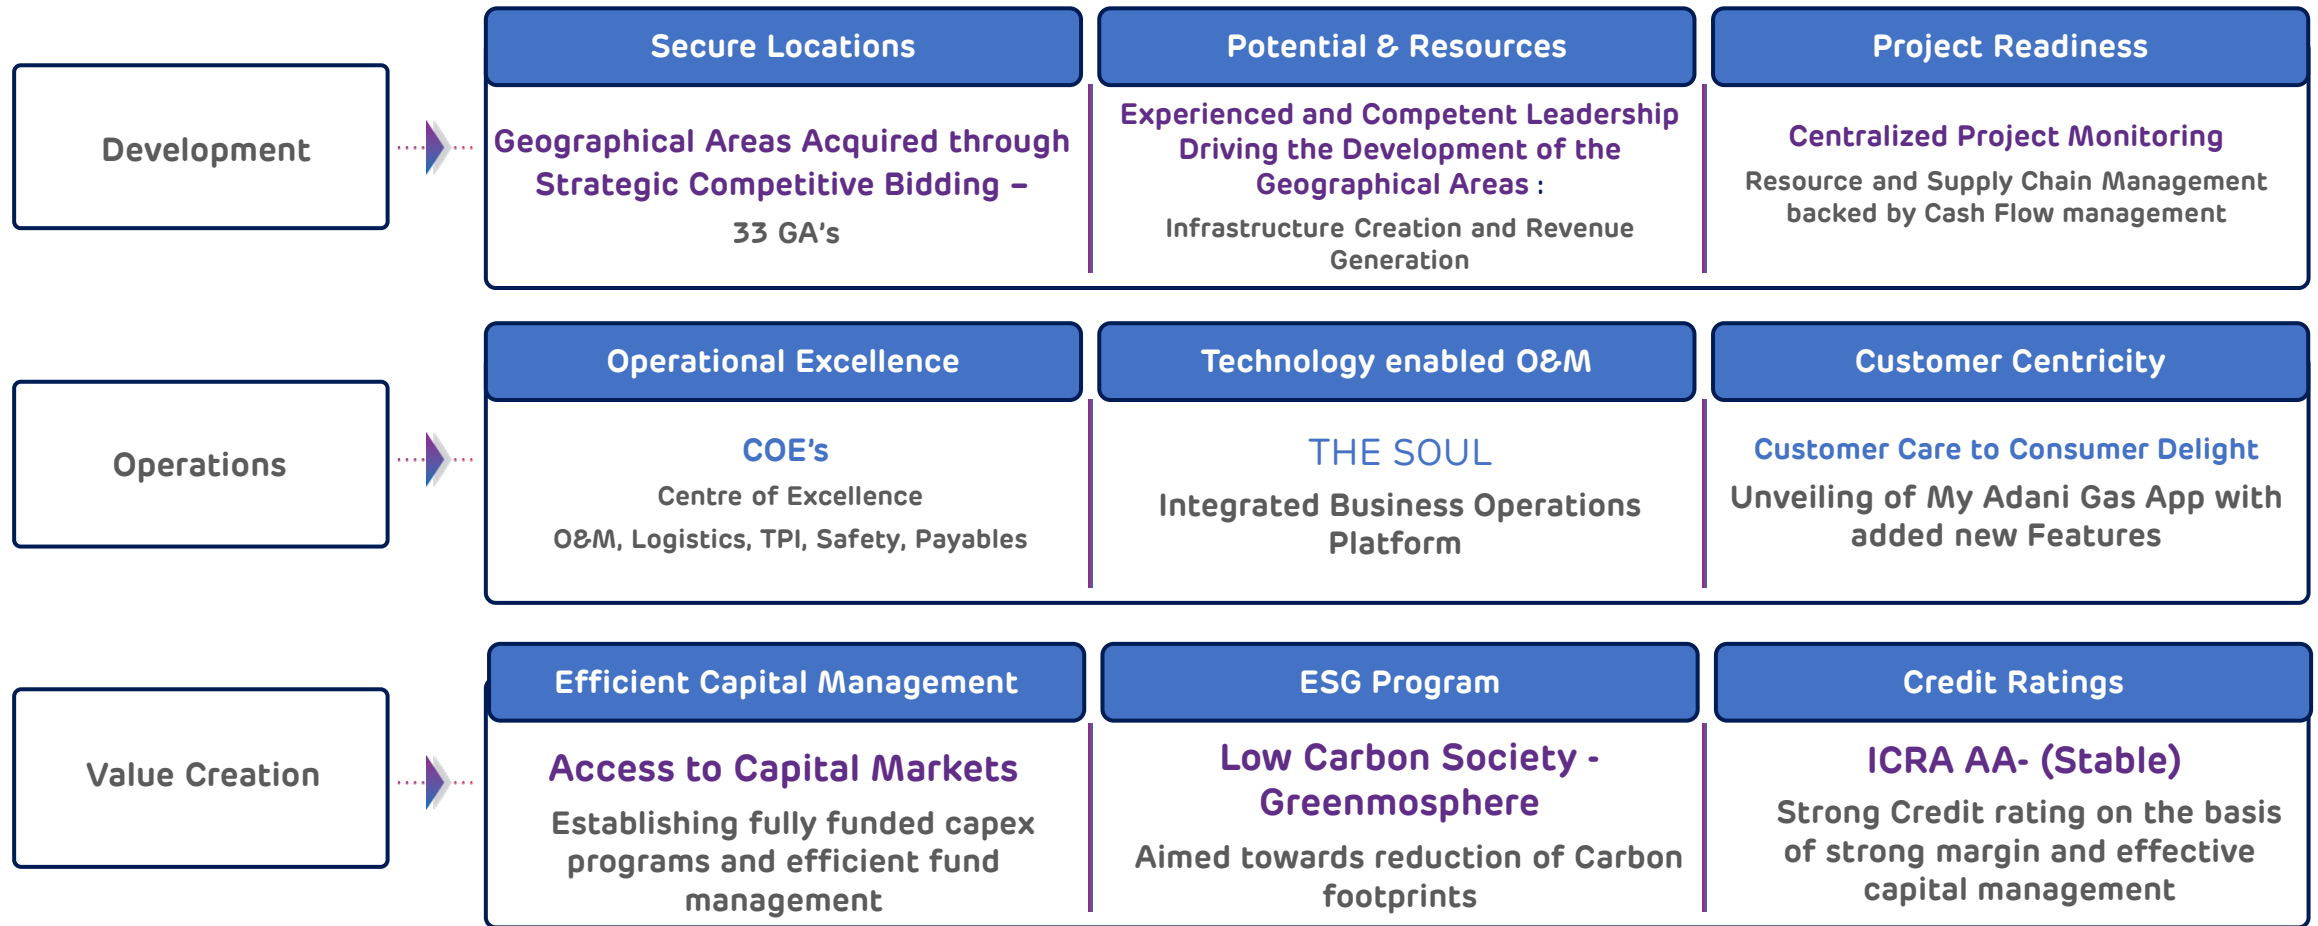 Development
Secure Locations
Geographical Areas Acquired through
Strategic Competitive Bidding –
33 GA's
Potential & Resources
Experienced and Competent Leadership
Driving the Development of the
Geographical Areas :
Infrastructure Creation and Revenue
Generation
Project Readiness
Centralized Project Monitoring
Resource and Supply Chain Management
backed by Cash Flow management
Operations
Operational Excellence
COE's
Centre of Excellence
O&M, Logistics, TPI, Safety, Payables
Technology enabled O&M
THE SOUL
Integrated Business Operations
Platform
Customer Centricity
Customer Care to Consumer Delight
Unveiling of My Adani Gas App with
added new Features
Value Creation
Efficient Capital Management
Access to Capital Markets
Establishing fully funded capex
programs and efficient fund
management
ESG Program
Low Carbon Society -
Greenmosphere
Aimed towards reduction of Carbon
footprints
Credit Ratings
ICRA AA- (Stable)
Strong Credit rating on the basis
of strong margin and effective
capital management